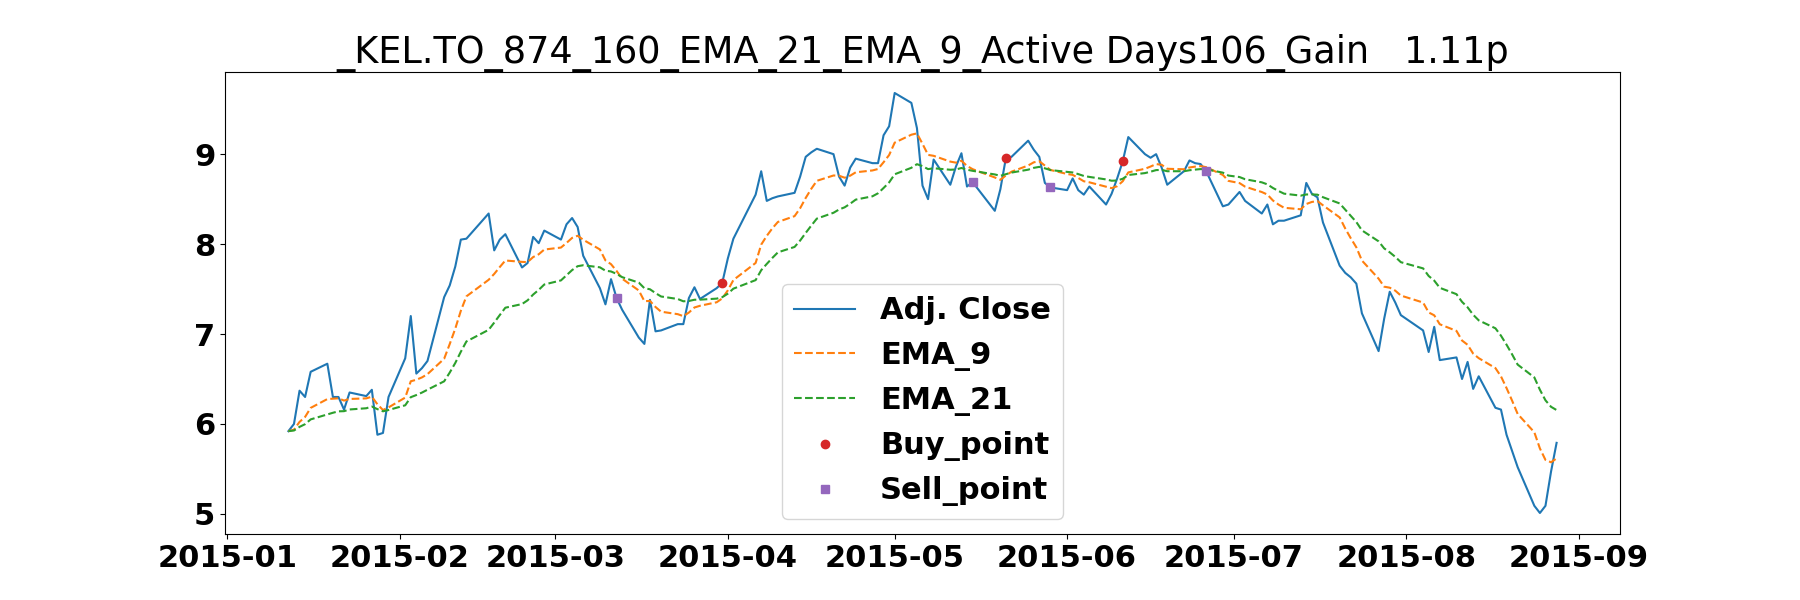 _KEL.TO_874_160_EMA_21_EMA_9_Active Days106_Gain   1.11p
9
8
7
6
5
Adj. Close
EMA_9
EMA_21
Buy_point
Sell_point
2015-01 2015-02 2015-03 2015-04 2015-05 2015-06 2015-07 2015-08 2015-09